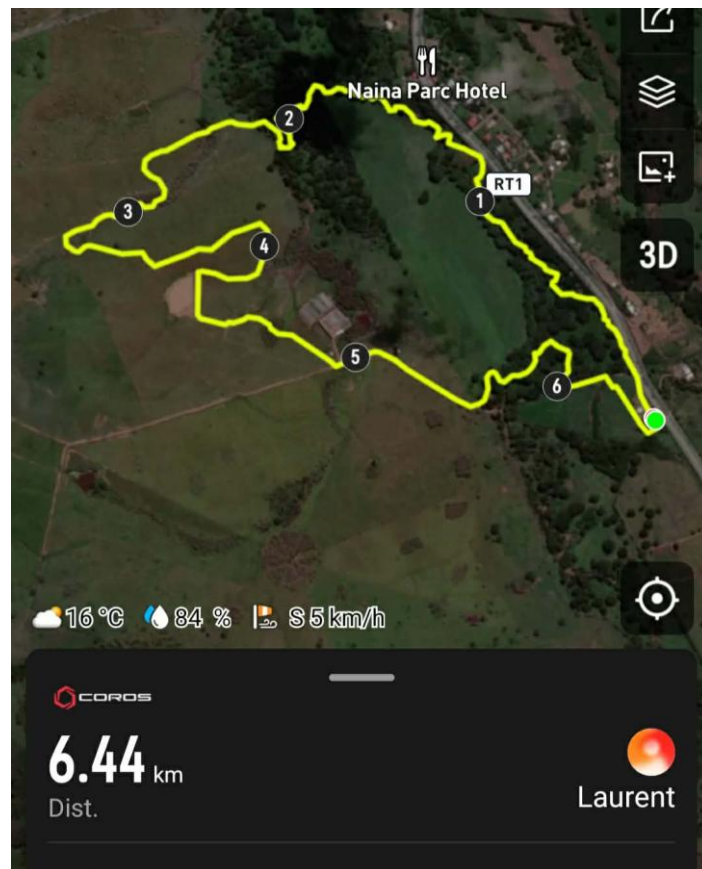 Naina Parc Hotel
2
RT1
1
3
3D
4
5
6
16 °C 84 % S 5 km/h
COROS
6.44 km
Dist.
Laurent